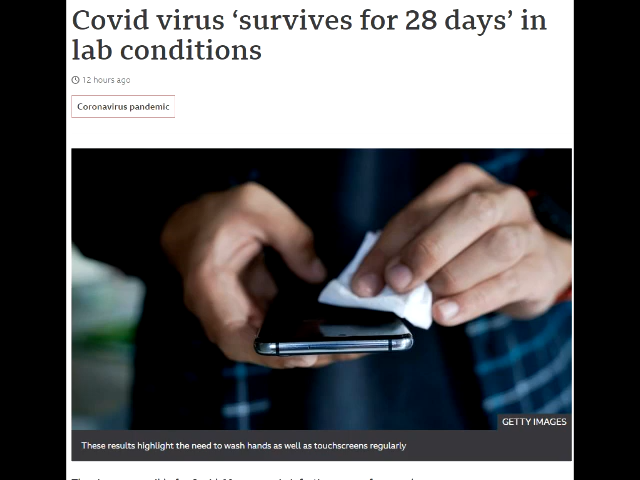 Covid virus ‘survives for 28 days’ in
lab conditions
12 hours ago
Coronavirus pandemic
GETTY IMAGES
These results highlight the need to wash hands as well as touchscreens regularly